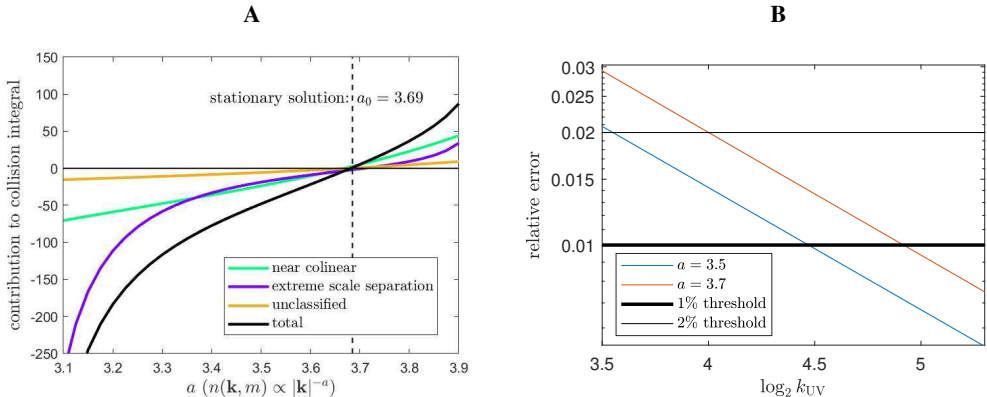 A
contribution to collision integral
150
100
50
0
-50
-100
-150
-200
-250
stationary solution: a₀ = 3.69
near colinear
extreme scale separation
unclassified
total
3.1 3.2 3.3 3.4 3.5 3.6 3.7 3.8 3.9
a (n(k, m) ∝ |k|⁻ᵃ)
B
relative error
0.03
0.025
0.02
0.015
0.01
a = 3.5
a = 3.7
1% threshold
2% threshold
3.5 4 4.5 5
log₂ k_UV